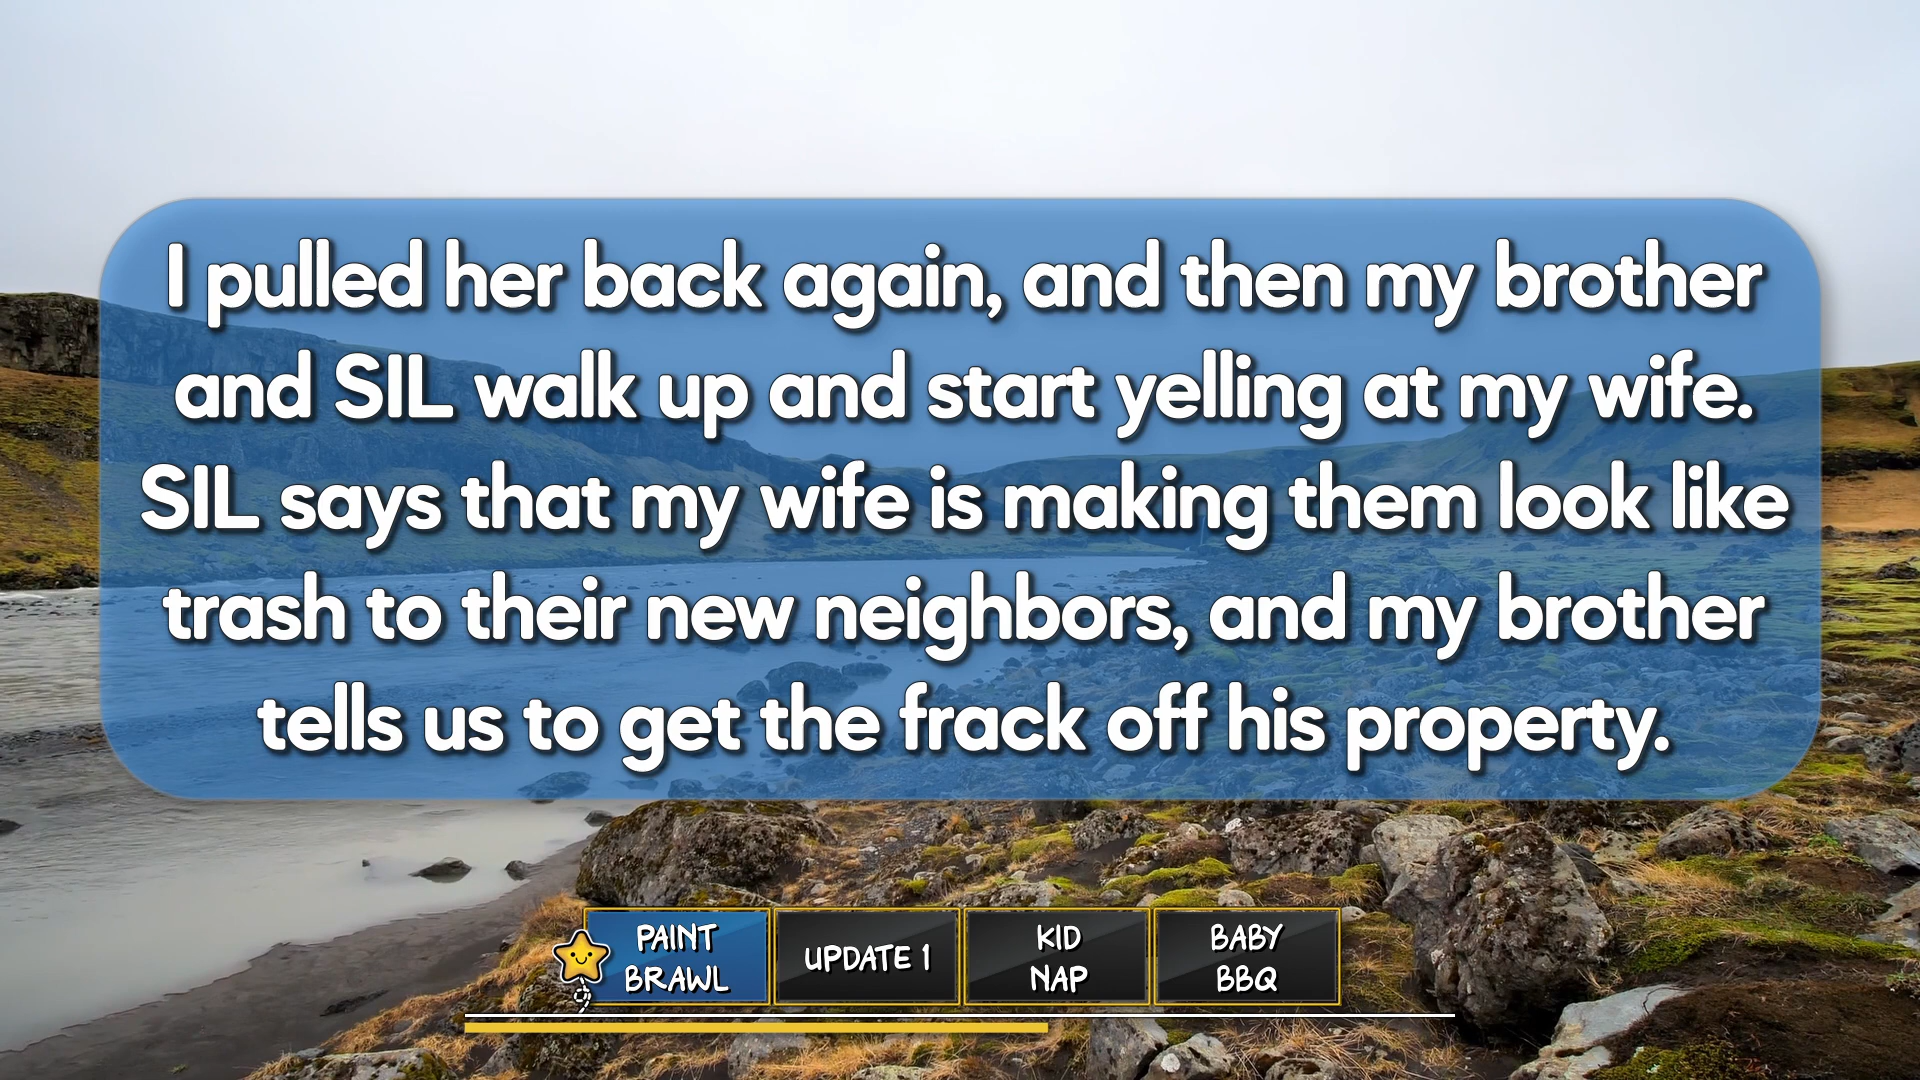 I pulled her back again, and then my brother
and SIL walk up and start yelling at my wife.
SIL says that my wife is making them look like
trash to their new neighbors, and my brother
tells us to get the frack off his property.
PAINT
BRAWL
UPDATE 1
KID
NAP
BABY
BBQ